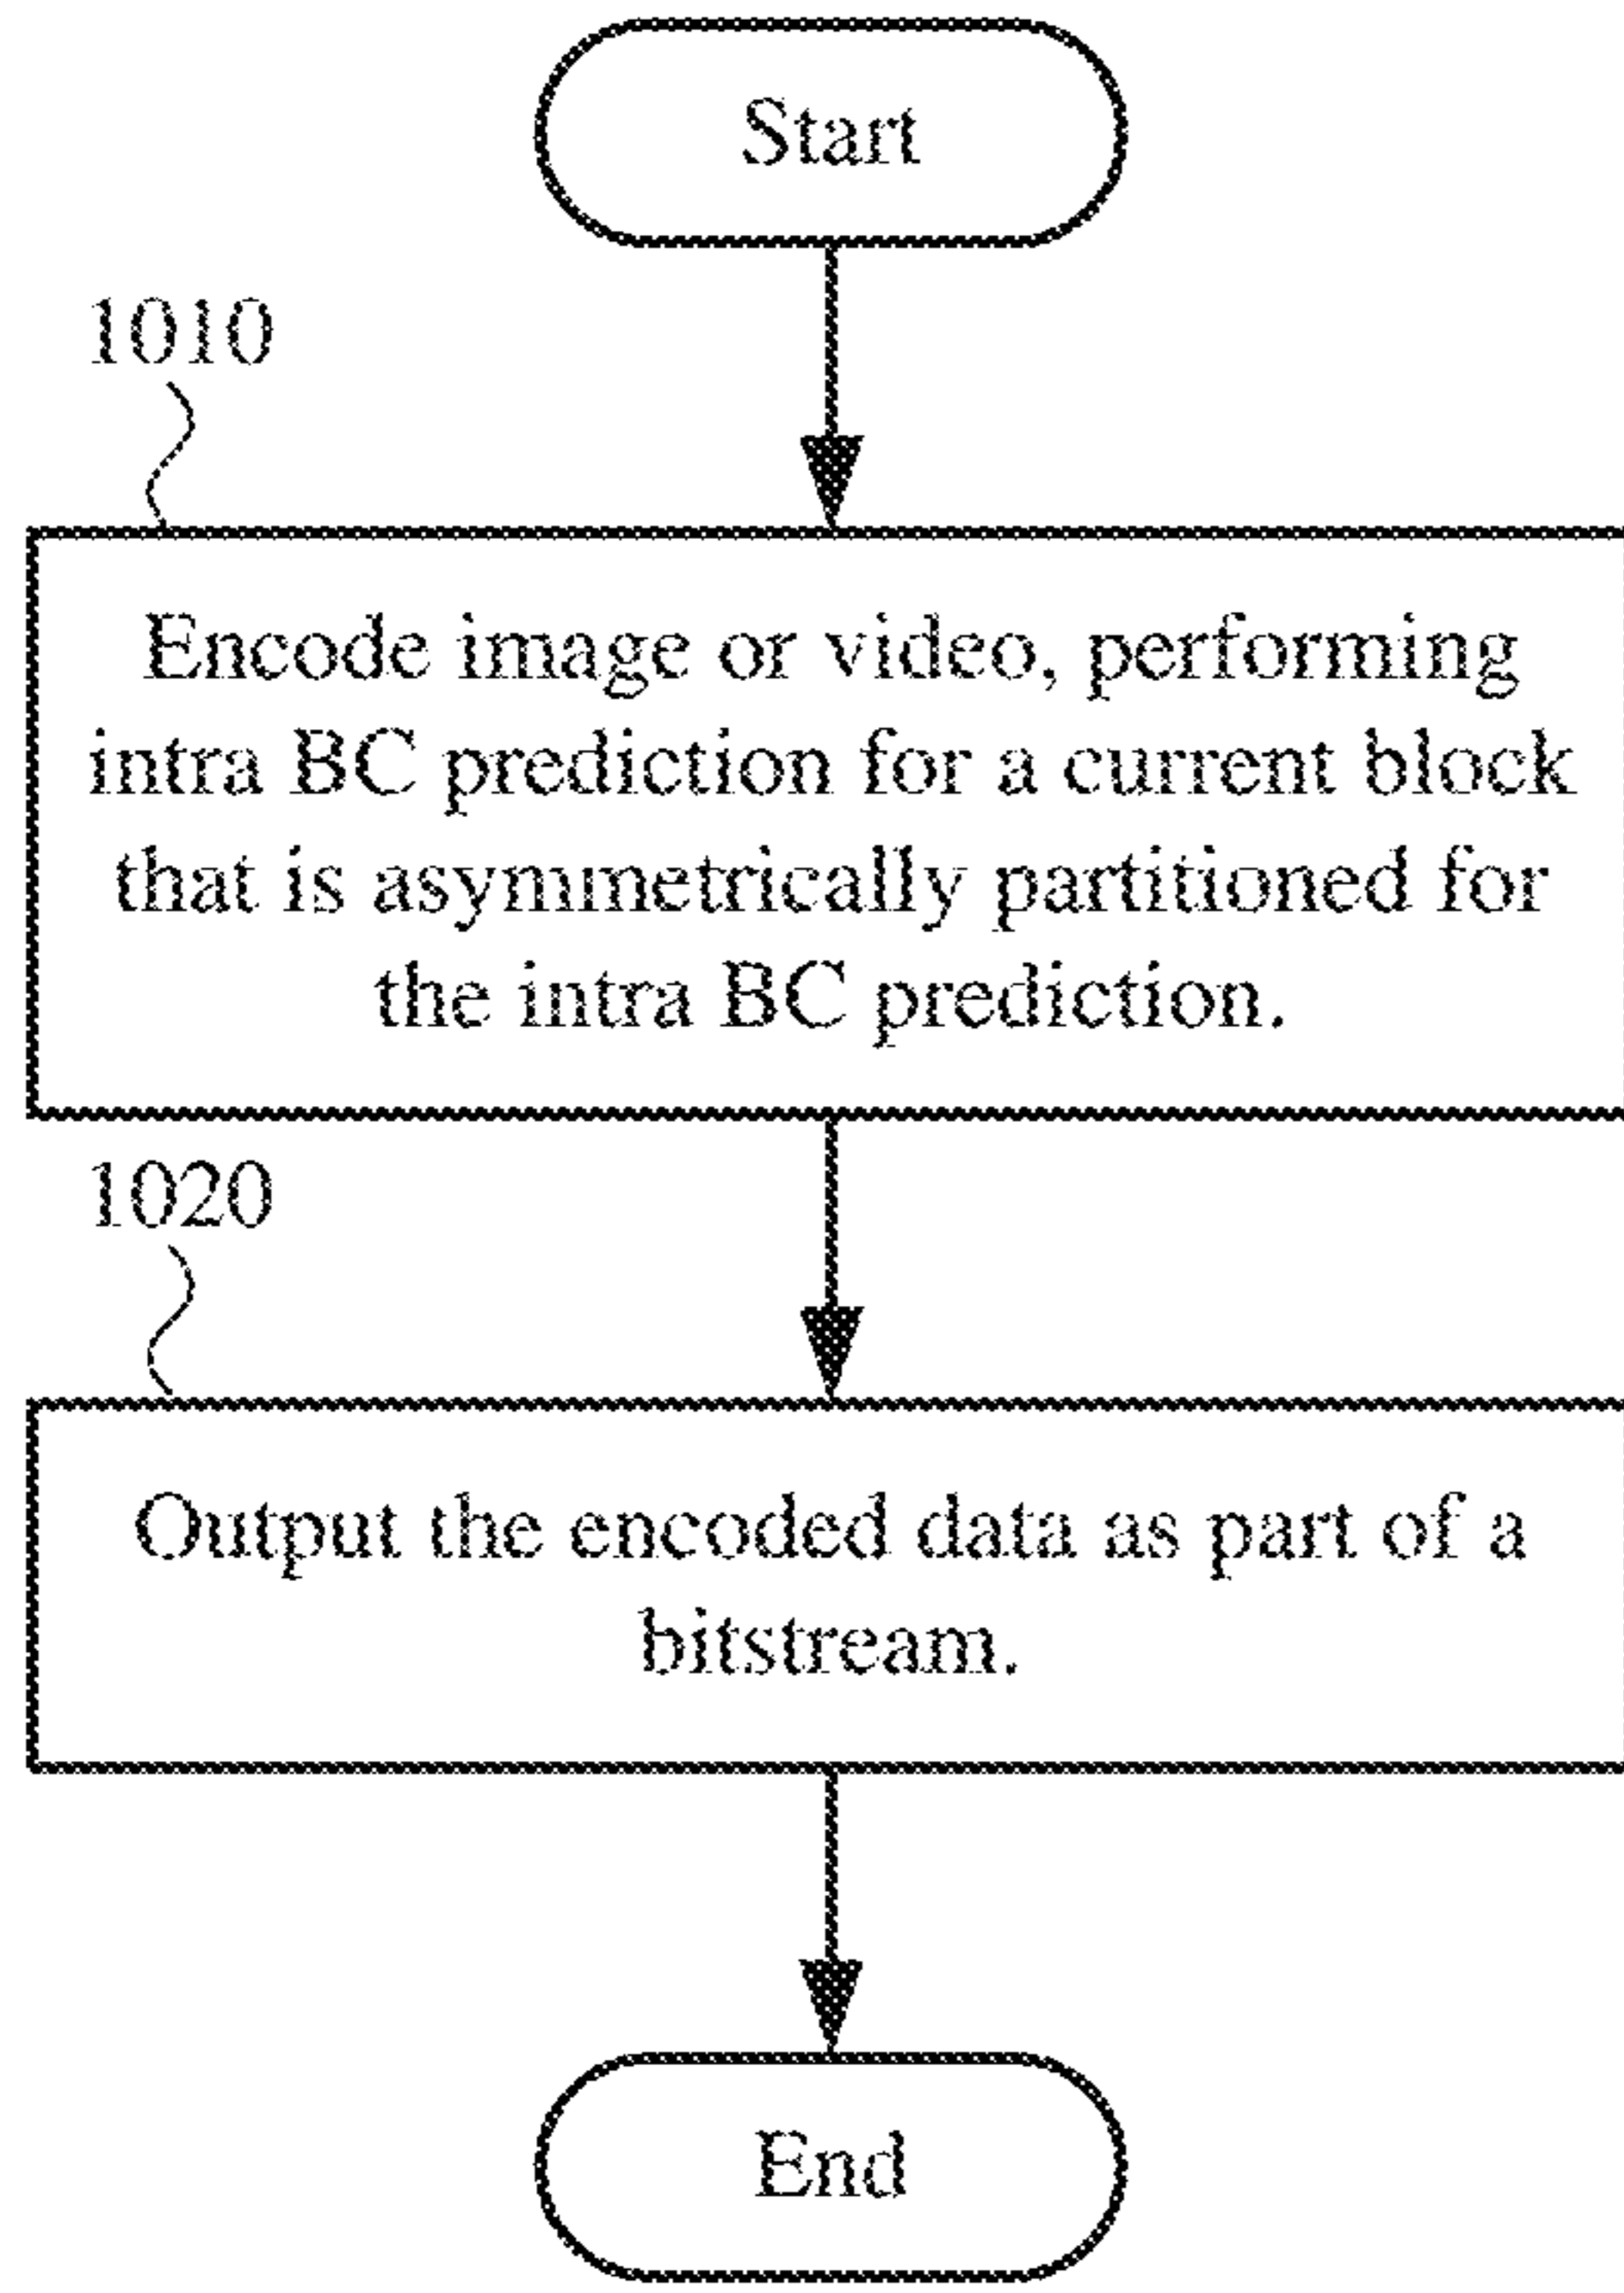 Start
1010
Encode image or video, performing
intra BC prediction for a current block
that is asymmetrically partitioned for
the intra BC prediction.
1020
Output the encoded data as part of a
bitstream.
End